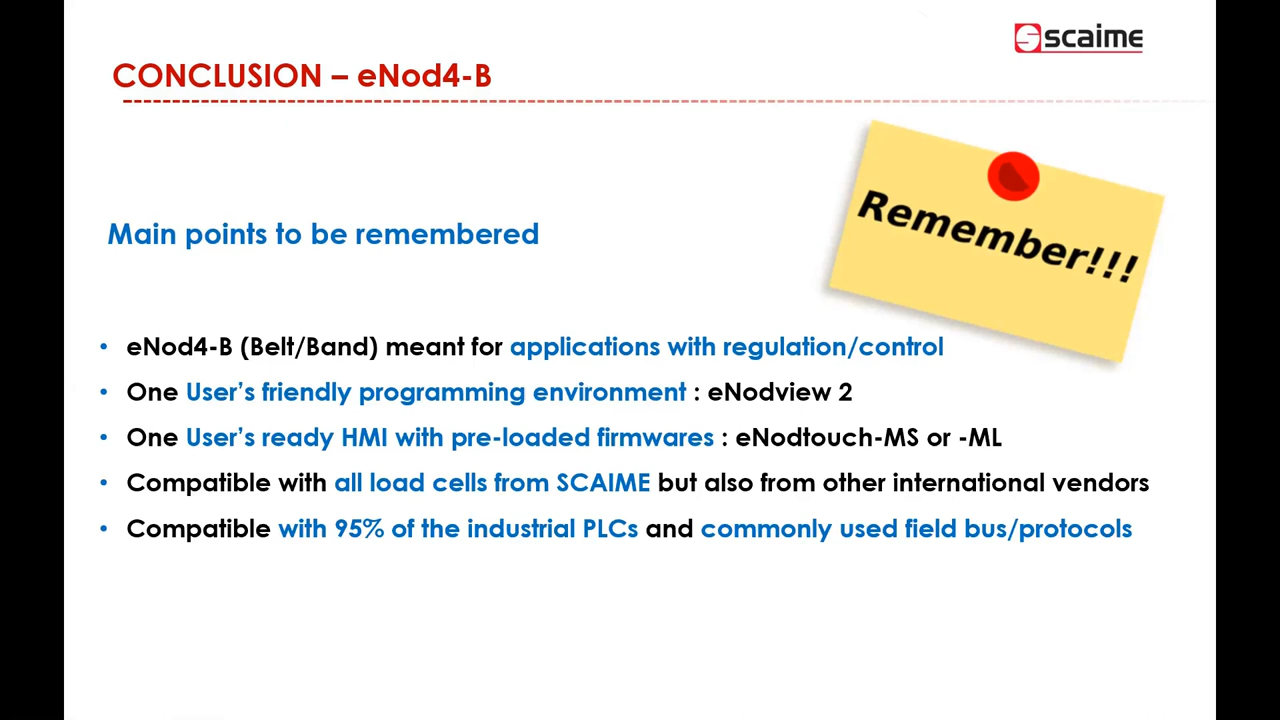 scaime
CONCLUSION – eNod4-B
Remember!!!
Main points to be remembered
• eNod4-B (Belt/Band) meant for applications with regulation/control
• One User's friendly programming environment : eNodview 2
• One User's ready HMI with pre-loaded firmwares : eNodtouch-MS or -ML
• Compatible with all load cells from SCAIME but also from other international vendors
• Compatible with 95% of the industrial PLCs and commonly used field bus/protocols